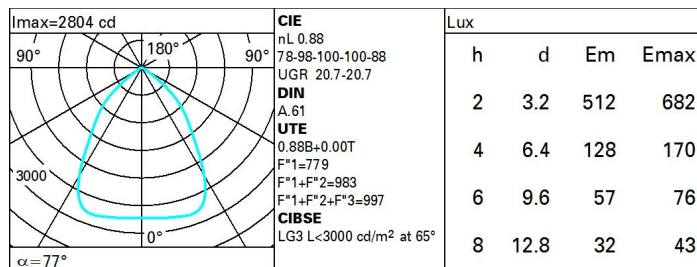 Imax=2804 cd
90° 180° 90°
3000
0°
α=77°
CIE
nL 0.88
78-98-100-100-88
UGR 20.7-20.7
DIN
A.61
UTE
0.88B+0.00T
F"1=779
F"1+F"2=983
F"1+F"2+F"3=997
CIBSE
LG3 L<3000 cd/m² at 65°
Lux
h d Em Emax
2 3.2 512 682
4 6.4 128 170
6 9.6 57 76
8 12.8 32 43